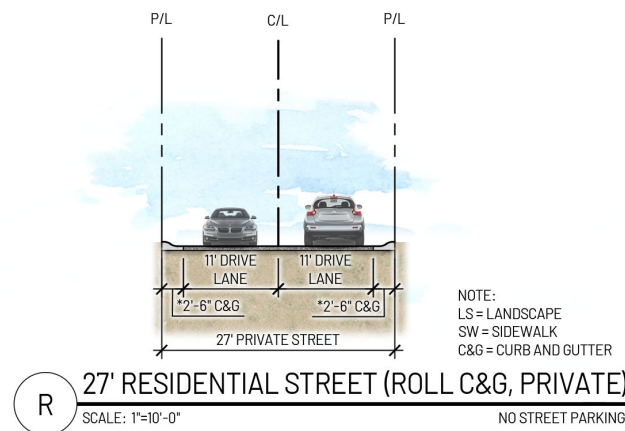 P/L
C/L
P/L
11' DRIVE LANE
11' DRIVE LANE
*2'-6" C&G
*2'-6" C&G
27' PRIVATE STREET
NOTE:
LS = LANDSCAPE
SW = SIDEWALK
C&G = CURB AND GUTTER
R
27' RESIDENTIAL STREET (ROLL C&G, PRIVATE)
SCALE: 1"=10'-0"
NO STREET PARKING